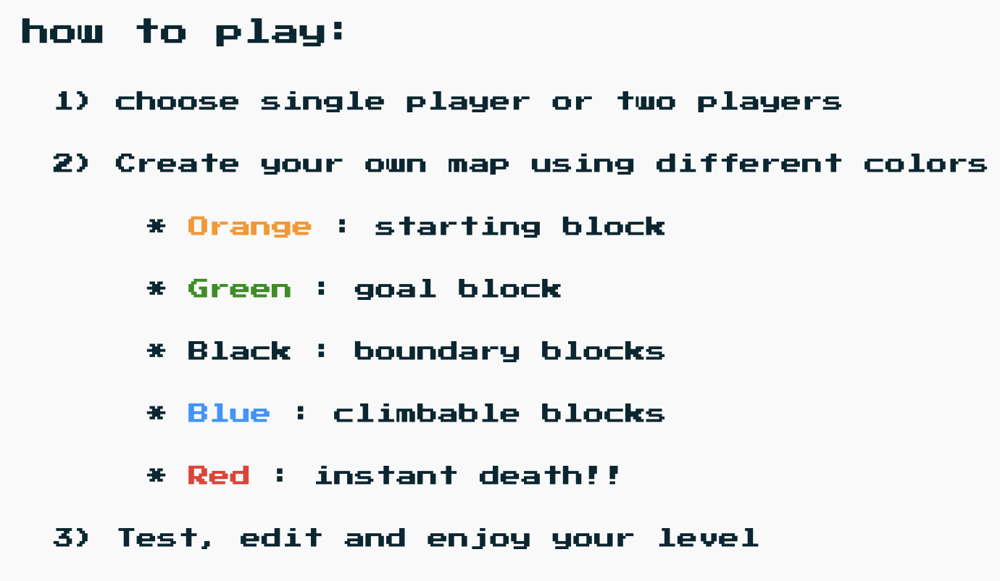 how to play:
1) choose single player or two players
2) Create your own map using different colors
* Orange : starting block
* Green : goal block
* Black : boundary blocks
* Blue : climbable blocks
* Red : instant death!!
3) Test, edit and enjoy your level